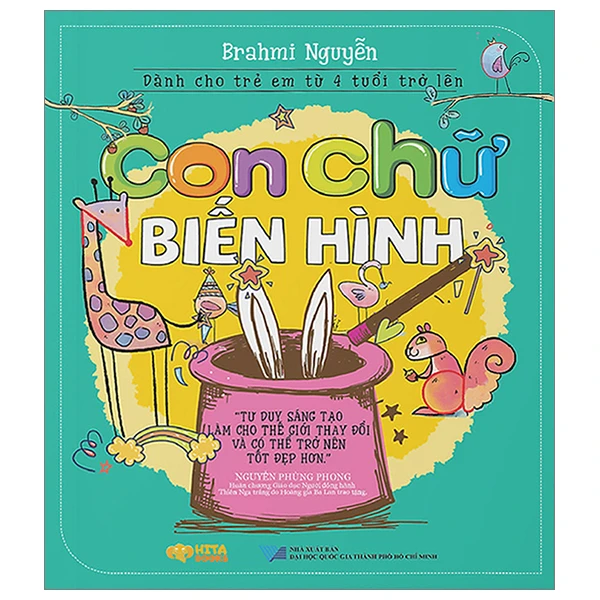 Brahmi Nguyễn
Dành cho trẻ em từ 4 tuổi trở lên
con chữ
BIẾN HÌNH
"TƯ DUY SÁNG TẠO
LÀM CHO THẾ GIỚI THAY ĐỔI
VÀ CÓ THỂ TRỞ NÊN
TỐT ĐẸP HƠN."
NGUYỄN PHÙNG PHONG
Huân chương Giáo dục Người đồng hành
Thiên Nga trắng do Hoàng gia Ba Lan trao tặng.
HITA
BOOKS
NHÀ XUẤT BẢN
ĐẠI HỌC QUỐC GIA THÀNH PHỐ HỒ CHÍ MINH